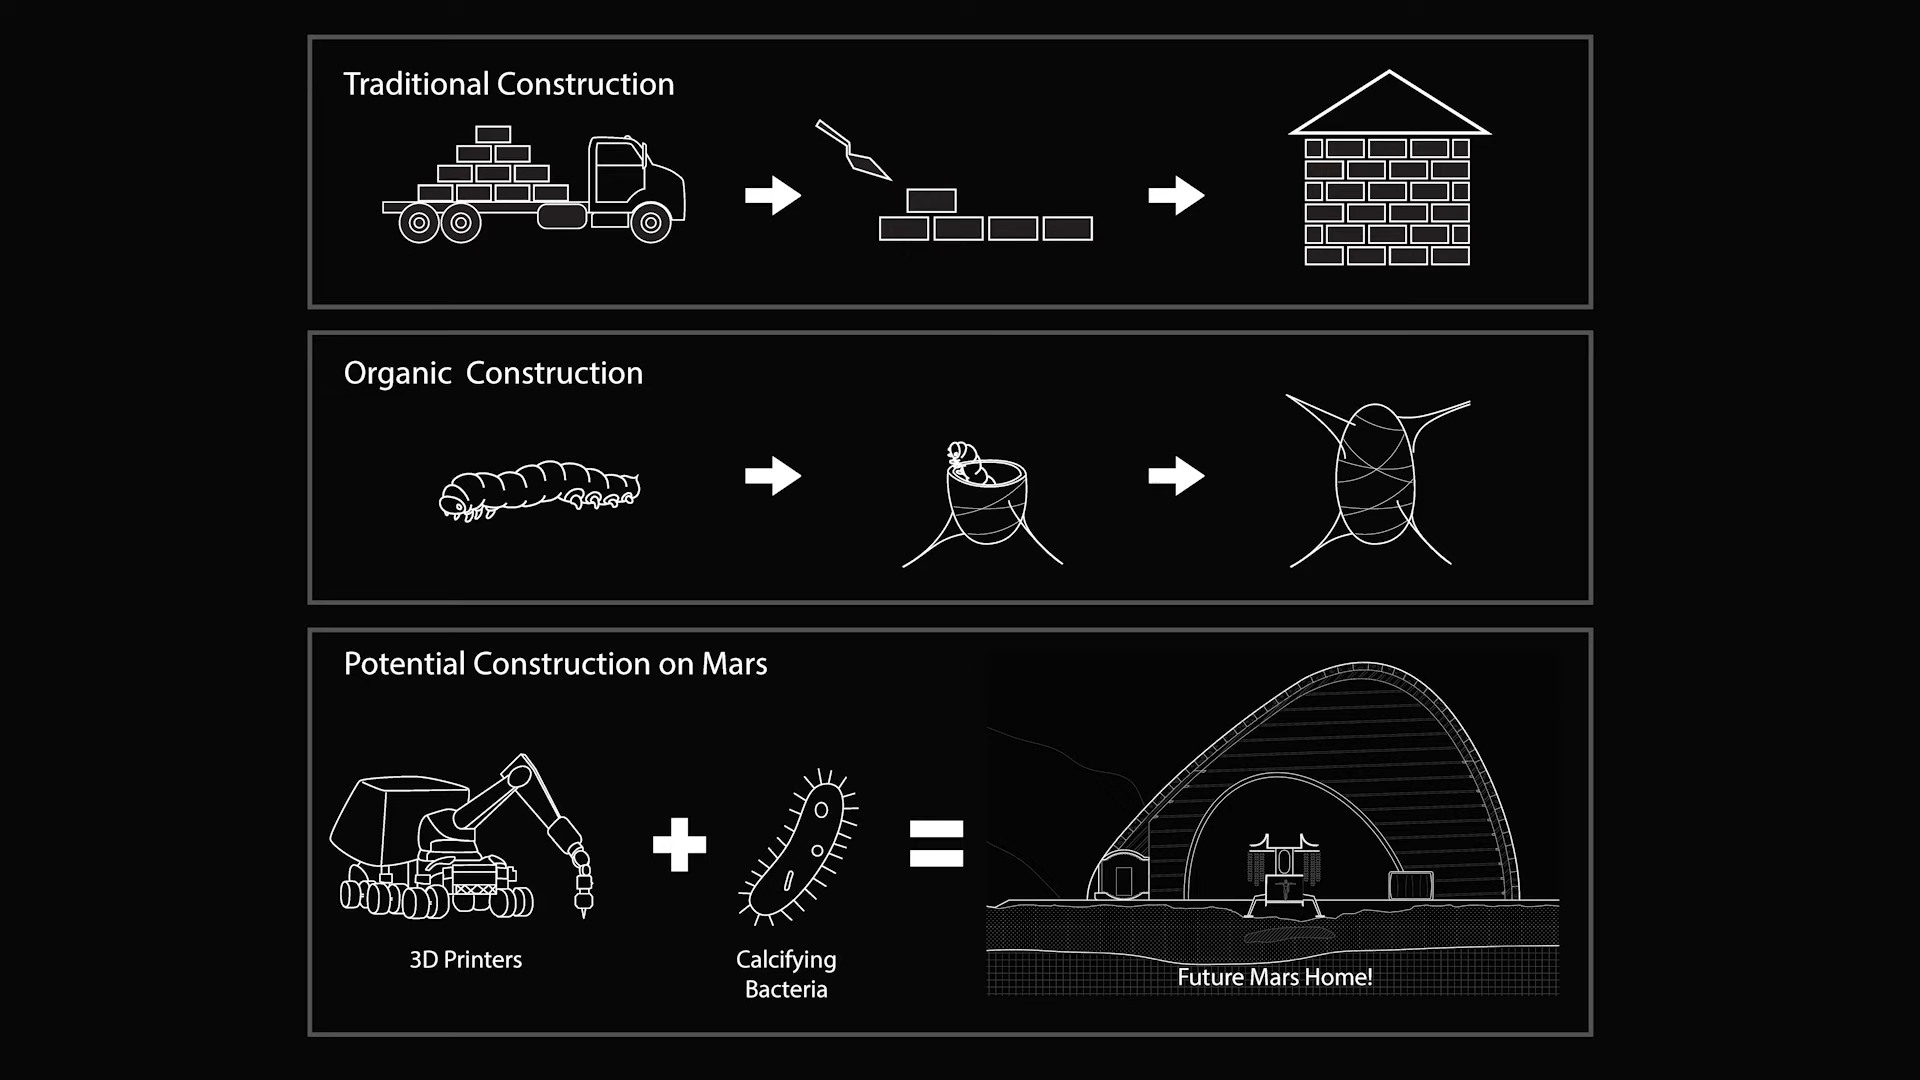 Traditional Construction
Organic  Construction
Potential Construction on Mars
3D Printers
Calcifying
Bacteria
Future Mars Home!